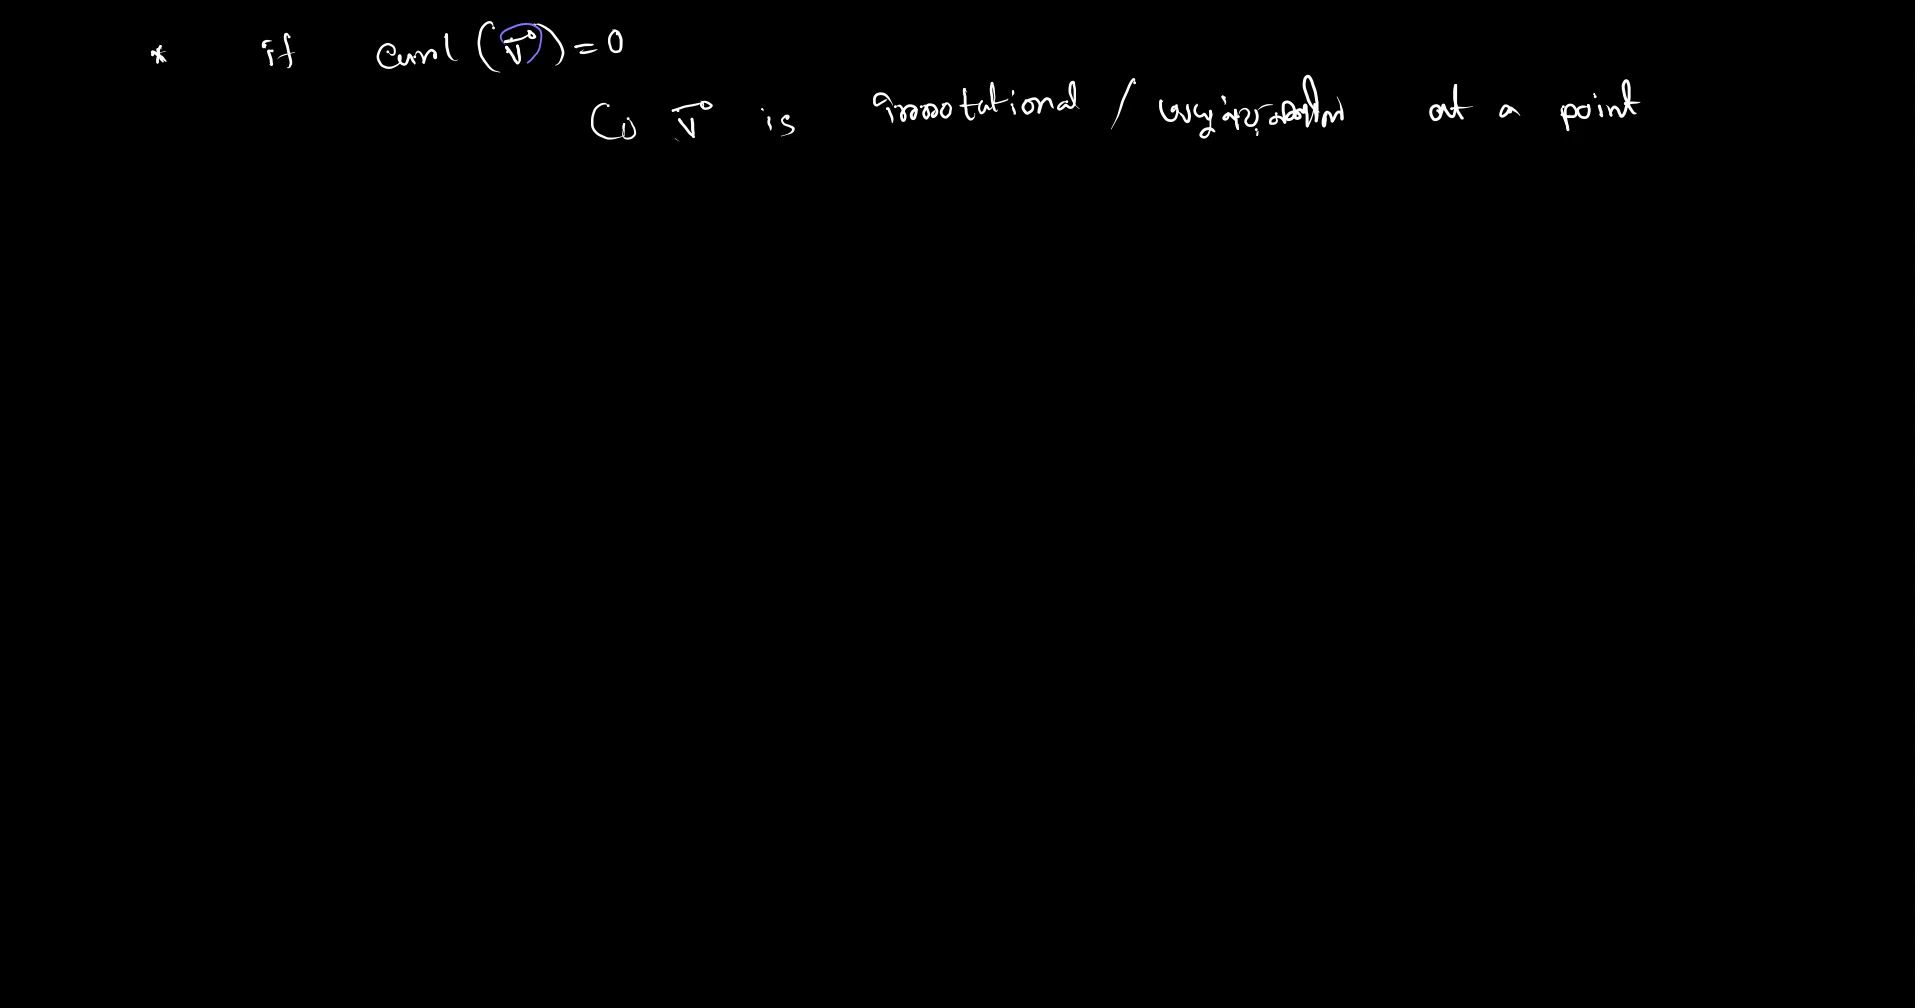 * if curl (v⃗) = 0
v⃗ is irrotational / at a point